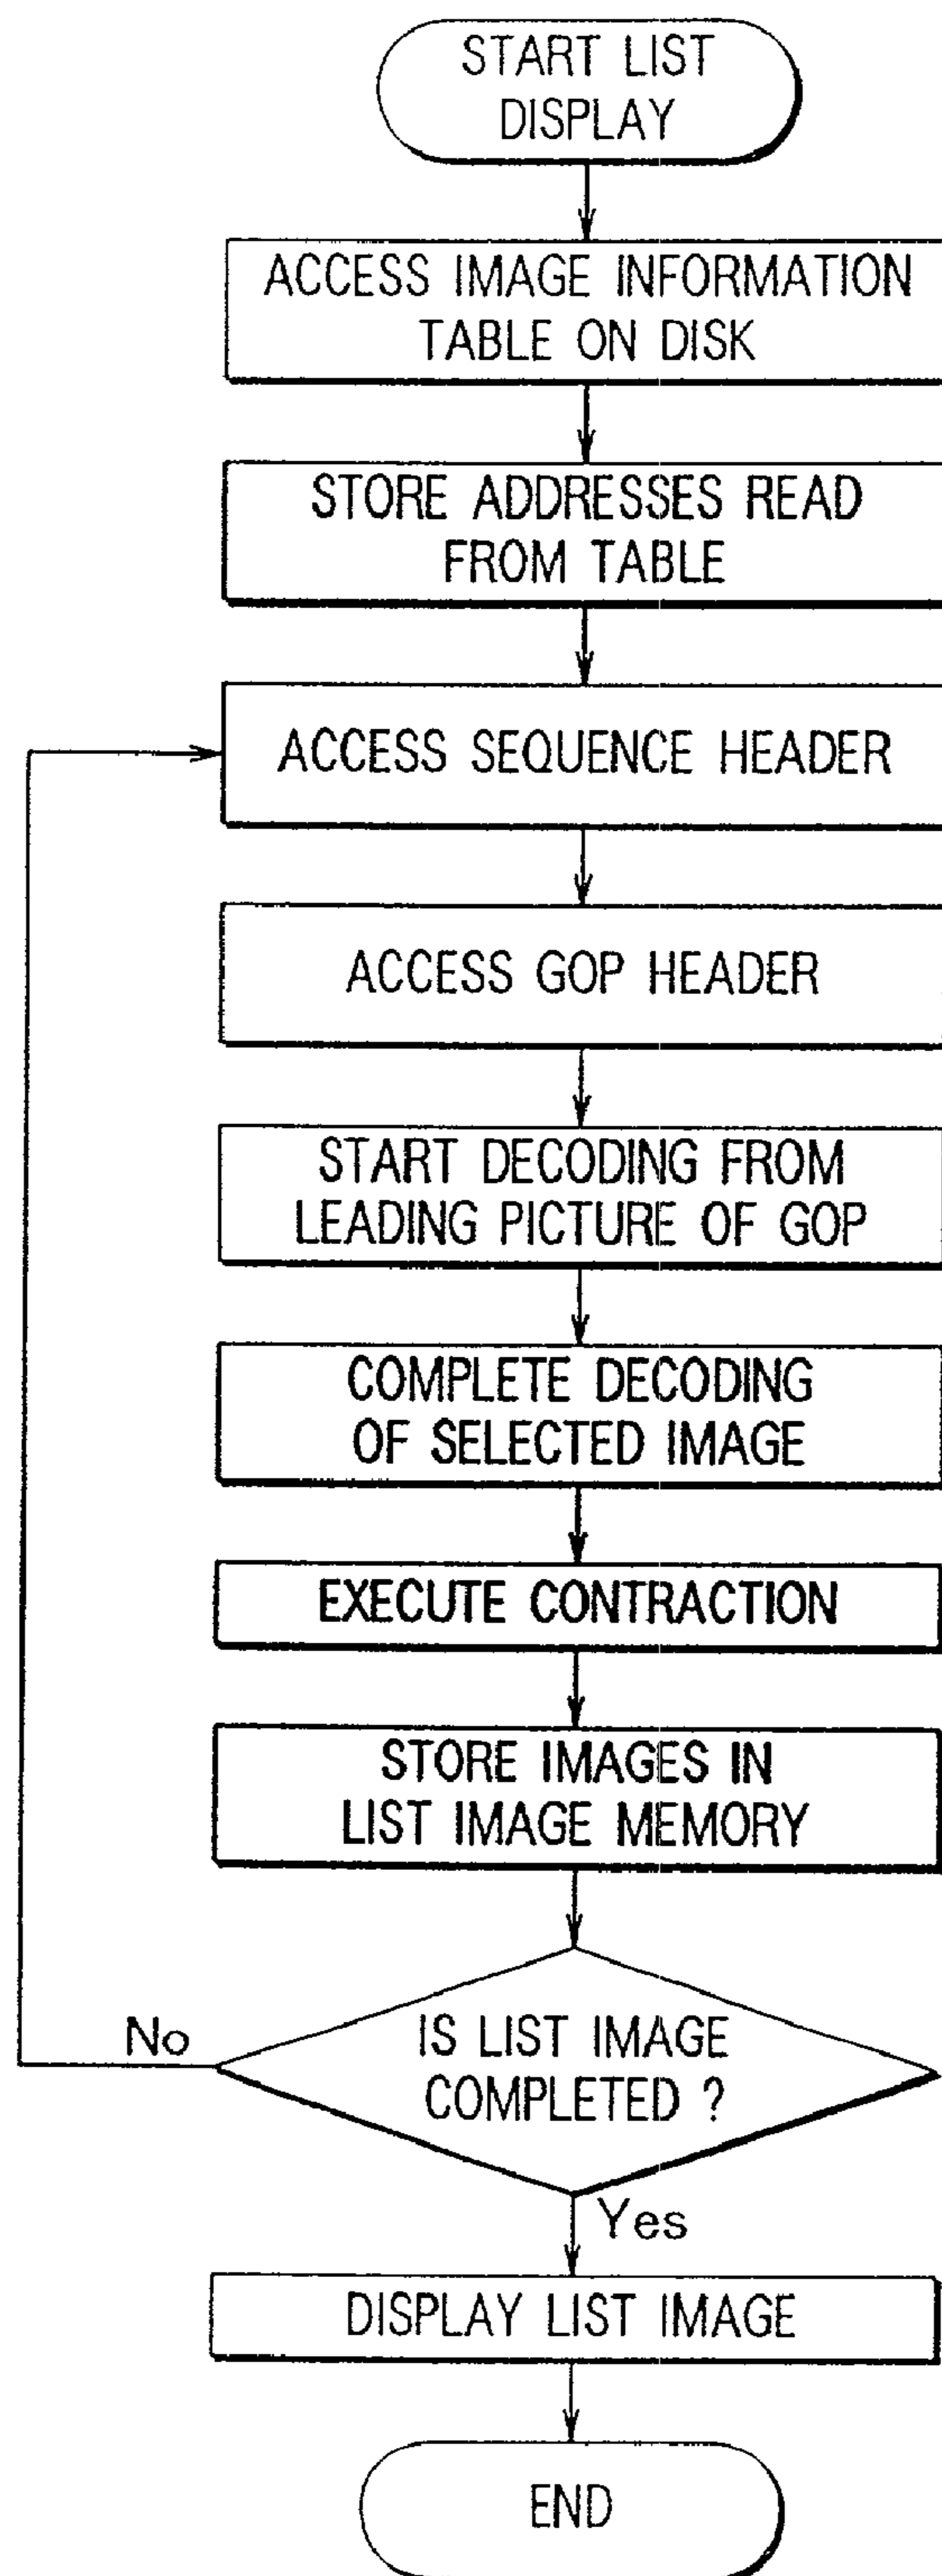 START LIST
DISPLAY
ACCESS IMAGE INFORMATION
TABLE ON DISK
STORE ADDRESSES READ
FROM TABLE
ACCESS SEQUENCE HEADER
ACCESS GOP HEADER
START DECODING FROM
LEADING PICTURE OF GOP
COMPLETE DECODING
OF SELECTED IMAGE
EXECUTE CONTRACTION
STORE IMAGES IN
LIST IMAGE MEMORY
IS LIST IMAGE
COMPLETED ?
No
Yes
DISPLAY LIST IMAGE
END